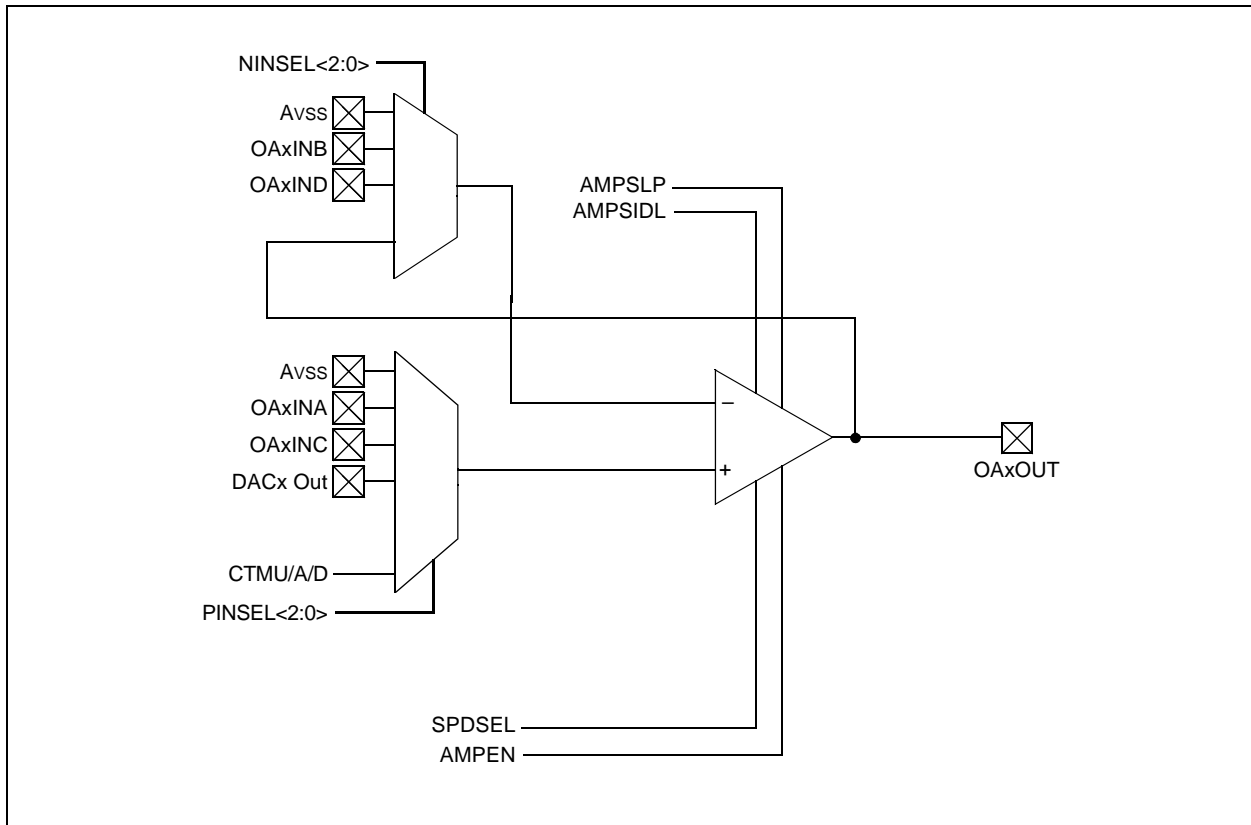 NINSEL<2:0>
AVSS
OAxINB
OAxIND
AMPSLP
AMPSIDL
AVSS
OAxINA
OAxINC
DACx Out
CTMU/A/D
PINSEL<2:0>
–
+
OAxOUT
SPDSEL
AMPEN